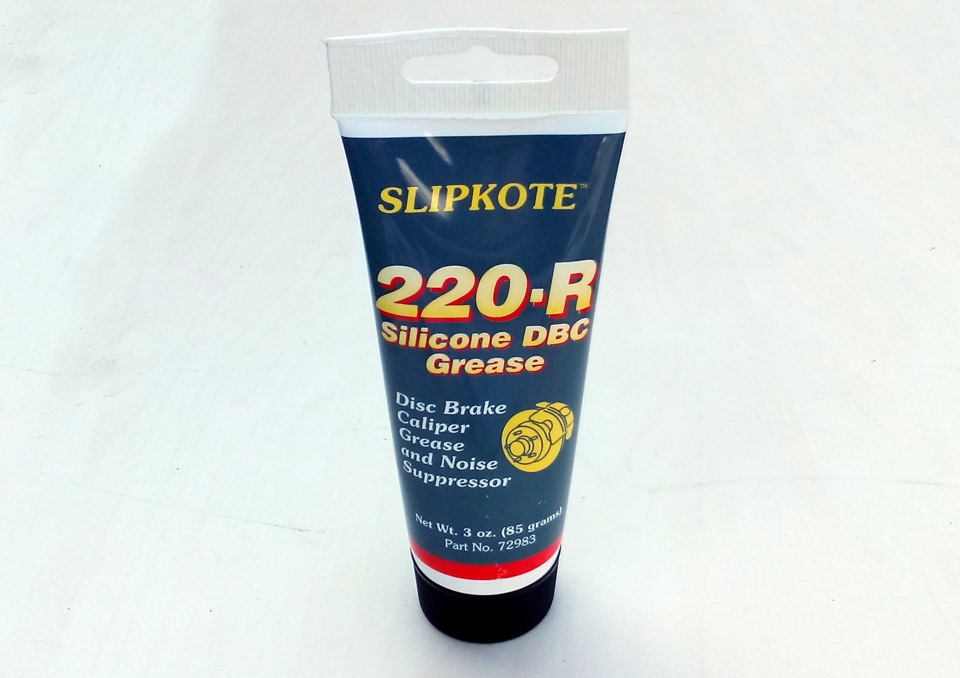 SLIPKOTE™
220-R
Silicone DBC
Grease
Disc Brake
Caliper
Grease
and Noise
Suppressor
Net Wt. 3 oz. (85 grams)
Part No. 72983